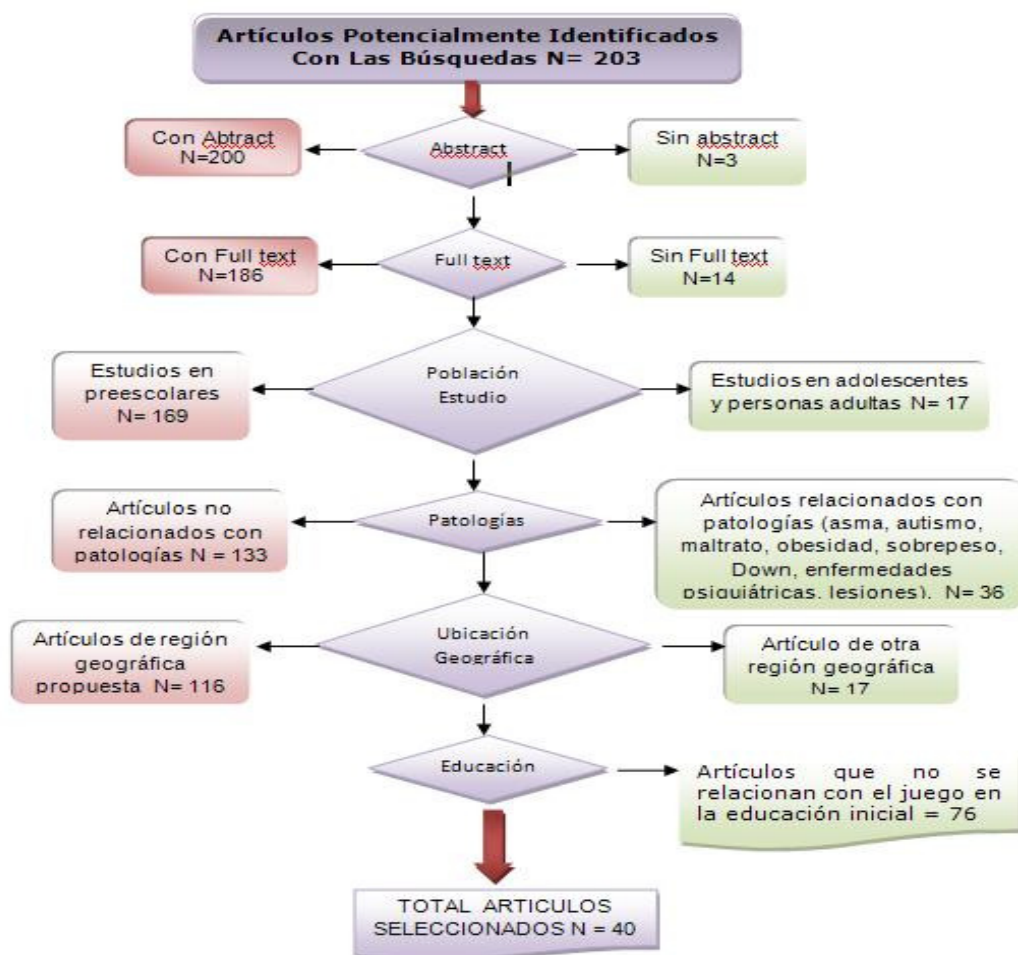 Artículos Potencialmente Identificados
Con Las Búsquedas N= 203
Con Abtract
N=200
Abstract
Sin abstract
N=3
Con Full text
N=186
Full text
Sin Full text
N=14
Estudios en
preescolares
N= 169
Población
Estudio
Estudios en adolescentes
y personas adultas N= 17
Artículos no
relacionados con
patologías N = 133
Patologías
Artículos relacionados con
patologías (asma, autismo,
maltrato, obesidad, sobrepeso,
Down, enfermedades
psiquiátricas, lesiones). N= 36
Artículos de región
geográfica
propuesta N= 116
Ubicación
Geográfica
Artículo de otra
región geográfica
N= 17
Educación
Artículos que no se
relacionan con el juego en
la educación inicial = 76
TOTAL ARTICULOS
SELECCIONADOS N = 40